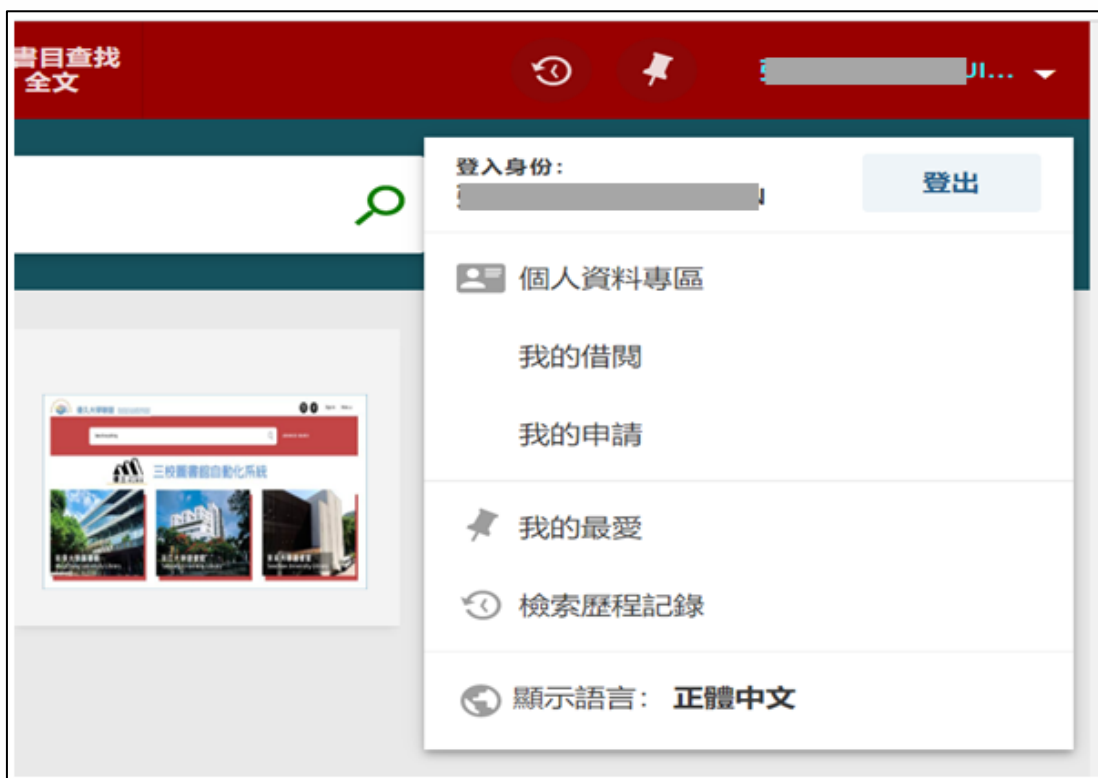 書目查找
全文
JI...
登入身份:
登出
個人資料專區
我的借閱
我的申請
我的最愛
檢索歷程記錄
顯示語言: 正體中文
三校圖書館自動化系統